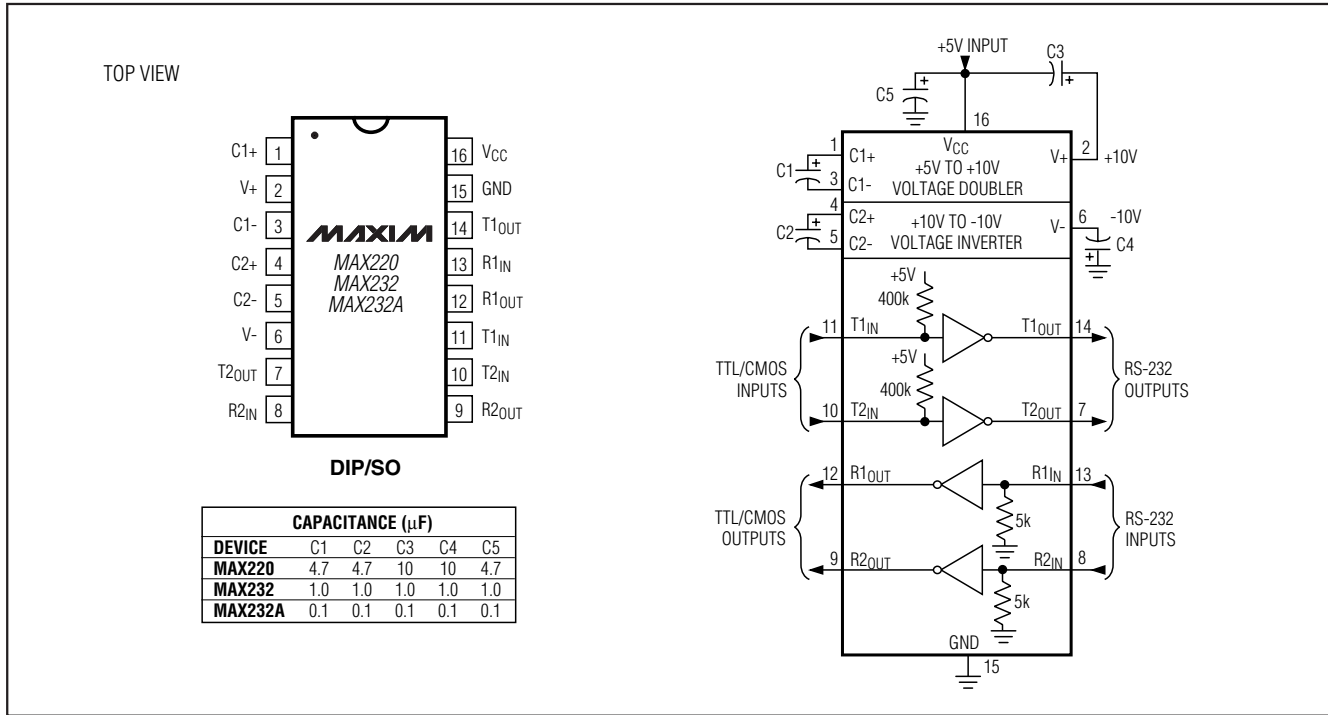 TOP VIEW
C1+ 1
V+ 2
C1- 3
C2+ 4
C2- 5
V- 6
T2OUT 7
R2IN 8
16 VCC
15 GND
14 T1OUT
13 R1IN
12 R1OUT
11 T1IN
10 T2IN
9 R2OUT
MAXIM
MAX220
MAX232
MAX232A
DIP/SO
CAPACITANCE (µF)
DEVICE C1 C2 C3 C4 C5
MAX220 4.7 4.7 10 10 4.7
MAX232 1.0 1.0 1.0 1.0 1.0
MAX232A 0.1 0.1 0.1 0.1 0.1
+5V INPUT
C3
+
C5
+
16
1
C1
+
3
C1+
C1-
VCC
+5V TO +10V
VOLTAGE DOUBLER
V+
2
+10V
4
C2
+
5
C2+
C2-
+10V TO -10V
VOLTAGE INVERTER
V-
6
-10V
C4
+
+5V
400k
11 T1IN
T1OUT 14
+5V
400k
10 T2IN
T2OUT 7
TTL/CMOS
INPUTS
RS-232
OUTPUTS
12 R1OUT
R1IN 13
5k
9 R2OUT
R2IN 8
5k
TTL/CMOS
OUTPUTS
RS-232
INPUTS
GND
15